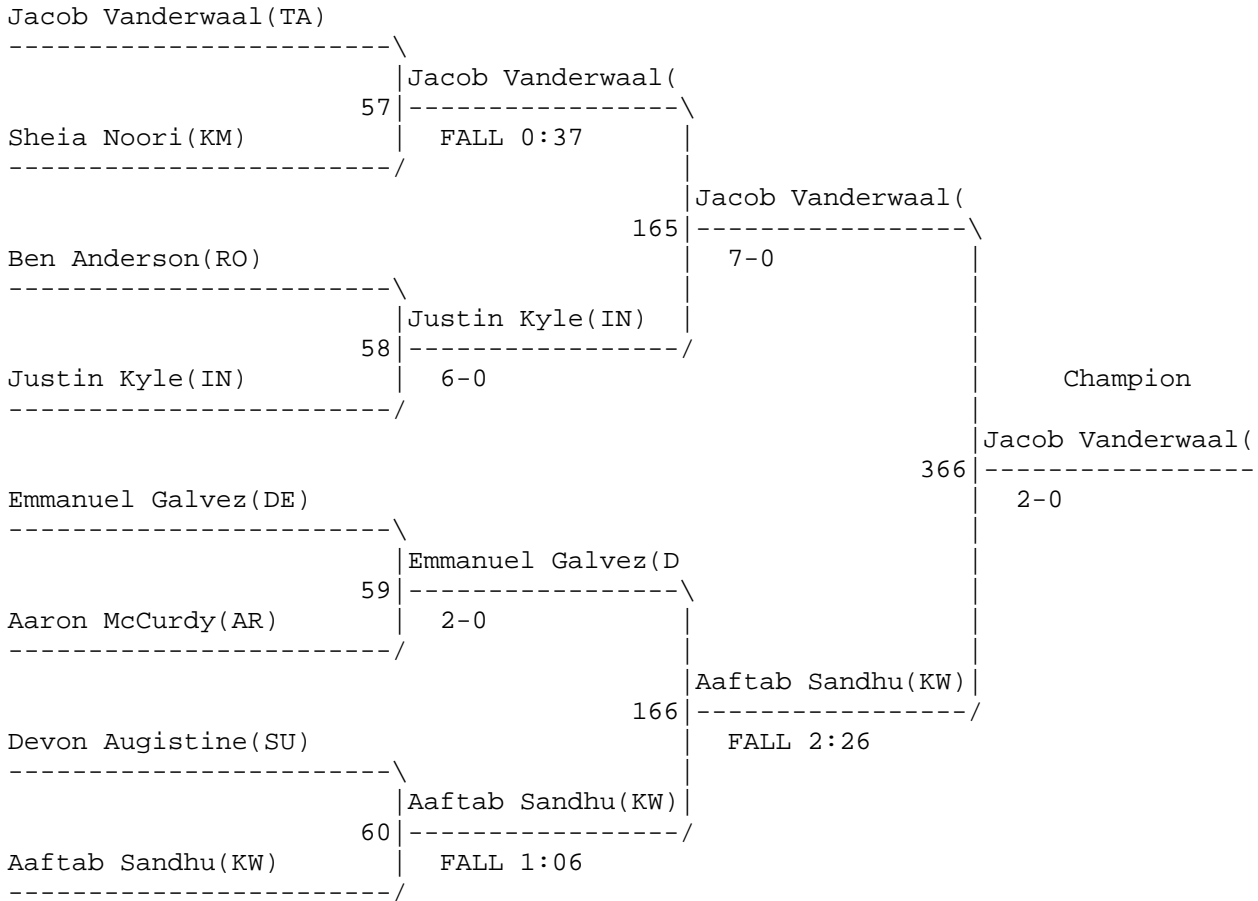 Jacob Vanderwaal(TA)
Jacob Vanderwaal(
57
Sheia Noori(KM) FALL 0:37
Jacob Vanderwaal(
165
Ben Anderson(RO) 7-0
Justin Kyle(IN)
58
Justin Kyle(IN) 6-0 Champion
Jacob Vanderwaal(
366
Emmanuel Galvez(DE) 2-0
Emmanuel Galvez(D
59
Aaron McCurdy(AR) 2-0
Aaftab Sandhu(KW)
166
Devon Augistine(SU) FALL 2:26
Aaftab Sandhu(KW)
60
Aaftab Sandhu(KW) FALL 1:06